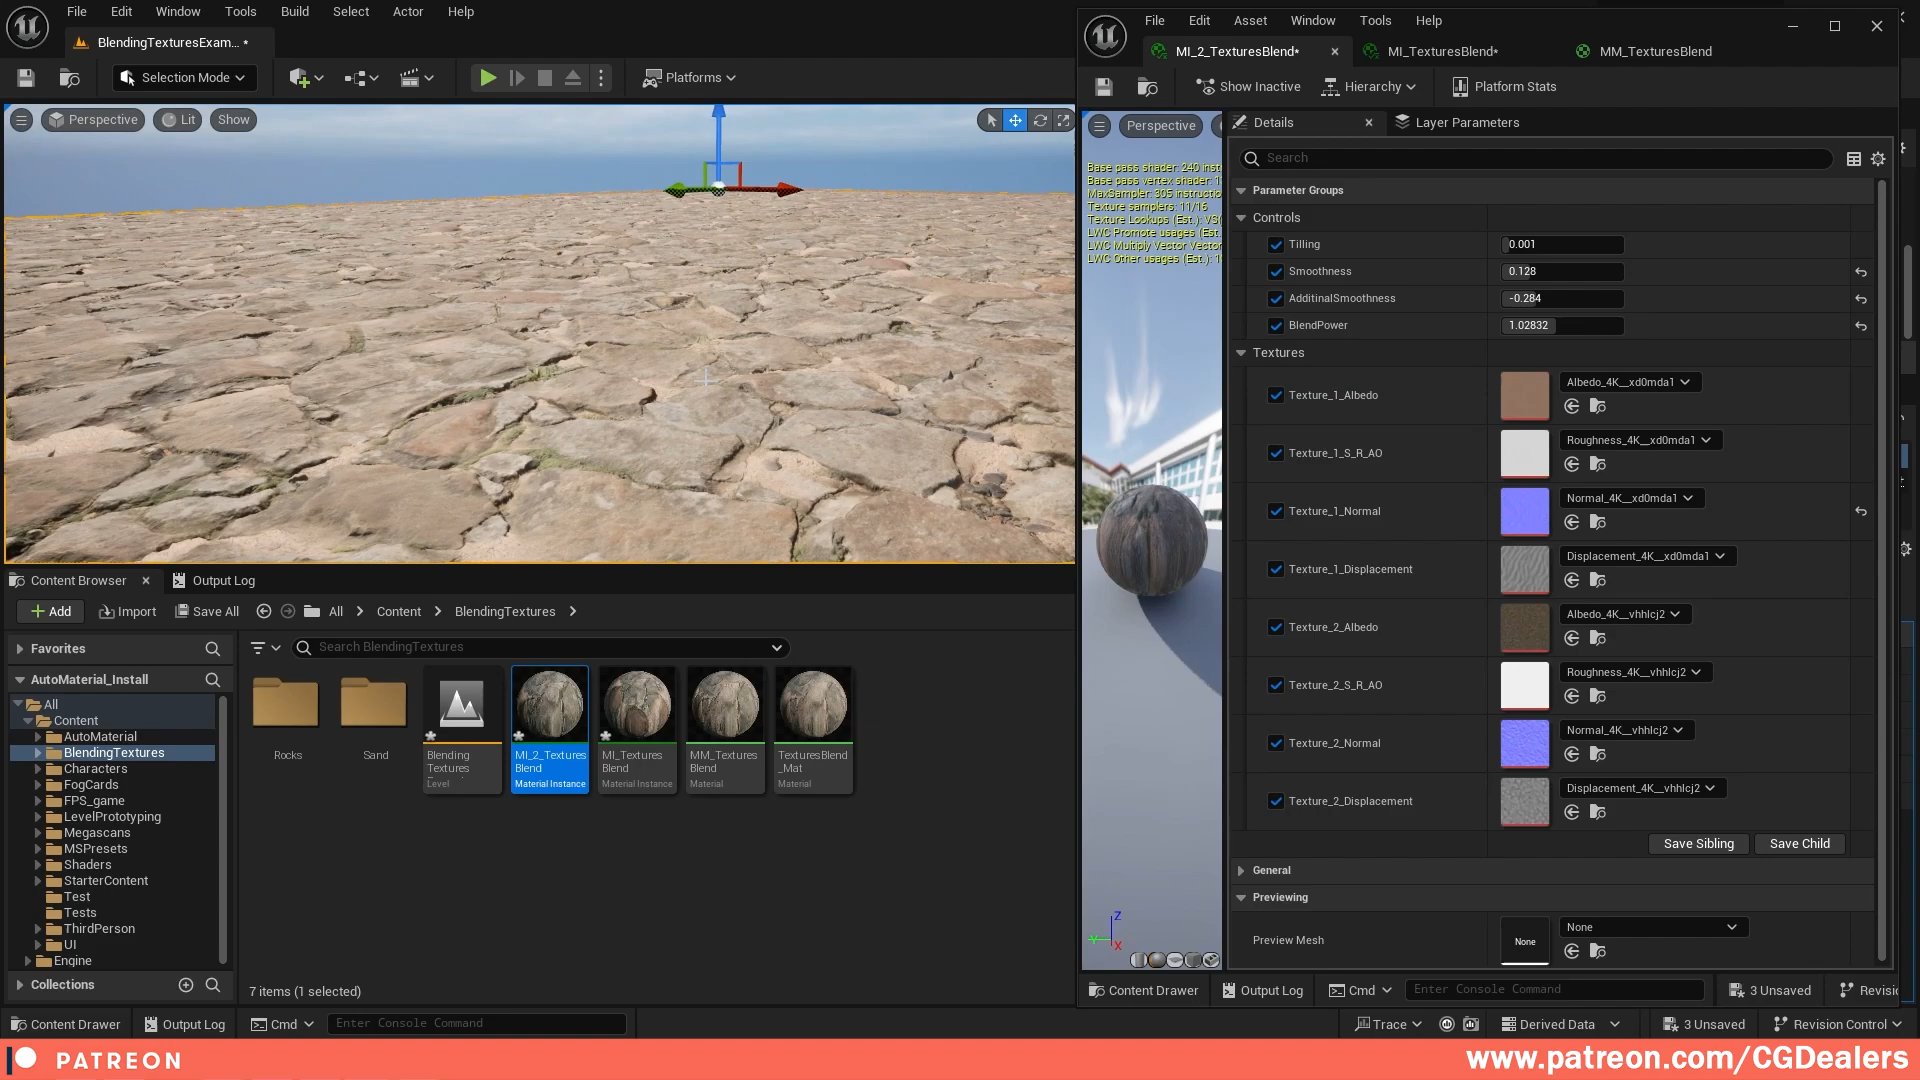 File Edit Window Tools Build Select Actor Help
BlendingTexturesExam... *
Selection Mode
Platforms
Perspective Lit Show
File Edit Asset Window Tools Help
MI_2_TexturesBlend* MI_TexturesBlend* MM_TexturesBlend
Show Inactive Hierarchy Platform Stats
Perspective
Base pass shader: 240 instr
Base pass vertex shader: 1
MaxSampler: 305 instructio
Texture samplers: 11/16
Texture Lookups (Est.): VS(
LWC Promote usages (Est.
LWC Multiply Vector Vector
LWC Other usages (Est.): 1
Z
Y
X
Details Layer Parameters
Search
Parameter Groups
Controls
Tilling 0.001
Smoothness 0.128
AdditinalSmoothness -0.284
BlendPower 1.02832
Textures
Texture_1_Albedo Albedo_4K__xd0mda1
Texture_1_S_R_AO Roughness_4K__xd0mda1
Texture_1_Normal Normal_4K__xd0mda1
Texture_1_Displacement Displacement_4K__xd0mda1
Texture_2_Albedo Albedo_4K__vhhlcj2
Texture_2_S_R_AO Roughness_4K__vhhlcj2
Texture_2_Normal Normal_4K__vhhlcj2
Texture_2_Displacement Displacement_4K__vhhlcj2
Save Sibling Save Child
General
Previewing
Preview Mesh None None
Content Drawer Output Log Cmd Enter Console Command 3 Unsaved Revisi
Content Browser Output Log
Add Import Save All All Content BlendingTextures
Favorites
Search BlendingTextures
AutoMaterial_Install
All
Content
AutoMaterial
BlendingTextures
Characters
FogCards
FPS_game
LevelPrototyping
Megascans
MSPresets
Shaders
StarterContent
Test
Tests
ThirdPerson
UI
Engine
Collections
Rocks
Sand
Blending
Textures
Level
MI_2_Textures
Blend
Material Instance
MI_Textures
Blend
Material Instance
MM_Textures
Blend
Material
TexturesBlend
_Mat
Material
7 items (1 selected)
Content Drawer Output Log Cmd Enter Console Command Trace Derived Data 3 Unsaved Revision Control
PATREON www.patreon.com/CGDealers